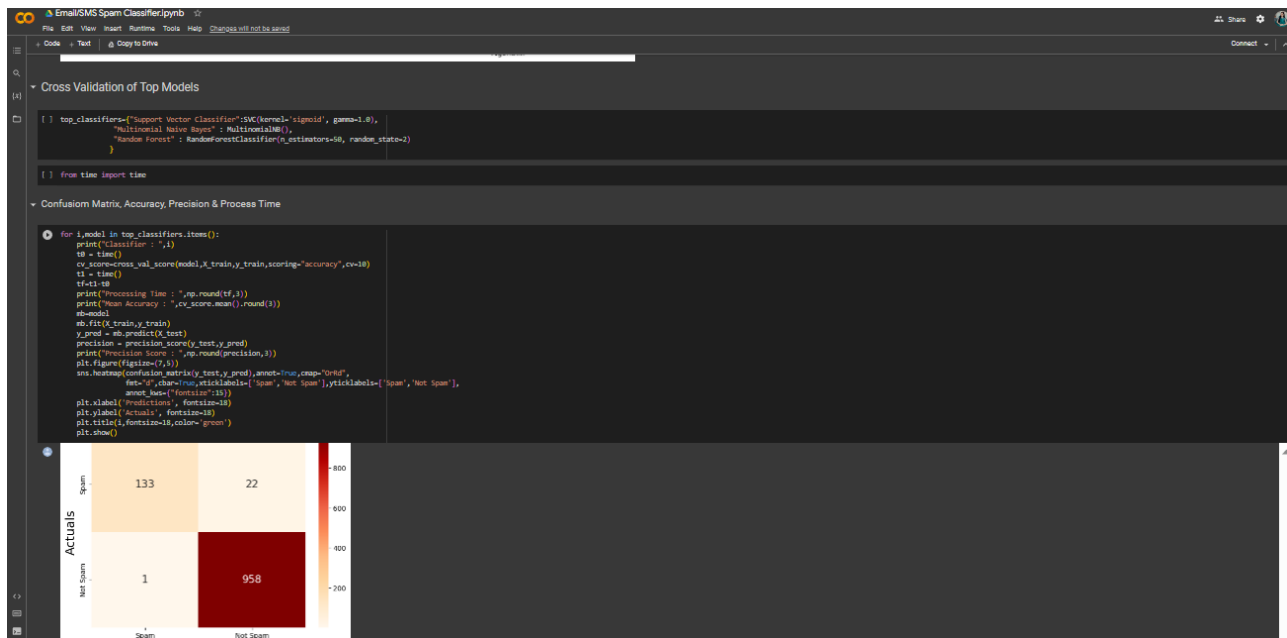 Email/SMS Spam Classifier.ipynb
File Edit View Insert Runtime Tools Help Changes will not be saved
Share
+ Code + Text Copy to Drive
Connect
Cross Validation of Top Models
[ ] top_classifiers={"Support Vector Classifier":SVC(kernel='sigmoid', gamma=1.0),
"Multinomial Naive Bayes" : MultinomialNB(),
"Random Forest" : RandomForestClassifier(n_estimators=50, random_state=2)
}
[ ] from time import time
Confusiom Matrix, Accuracy, Precision & Process Time
for i,model in top_classifiers.items():
print("Classifier : ",i)
t0 = time()
cv_score=cross_val_score(model,X_train,y_train,scoring="accuracy",cv=10)
t1 = time()
tf=t1-t0
print("Processing Time : ",np.round(tf,3))
print("Mean Accuracy : ",cv_score.mean().round(3))
mb=model
mb.fit(X_train,y_train)
y_pred = mb.predict(X_test)
precision = precision_score(y_test,y_pred)
print("Precision Score : ",np.round(precision,3))
plt.figure(figsize=(7,5))
sns.heatmap(confusion_matrix(y_test,y_pred),annot=True,cmap="OrRd",
fmt="d",cbar=True,xticklabels=['Spam','Not Spam'],yticklabels=['Spam','Not Spam'],
annot_kws={"fontsize":15})
plt.xlabel('Predictions', fontsize=18)
plt.ylabel('Actuals', fontsize=18)
plt.title(i,fontsize=18,color='green')
plt.show()
Actuals
Spam
133 22
Not Spam
1 958
Spam Not Spam
800
600
400
200